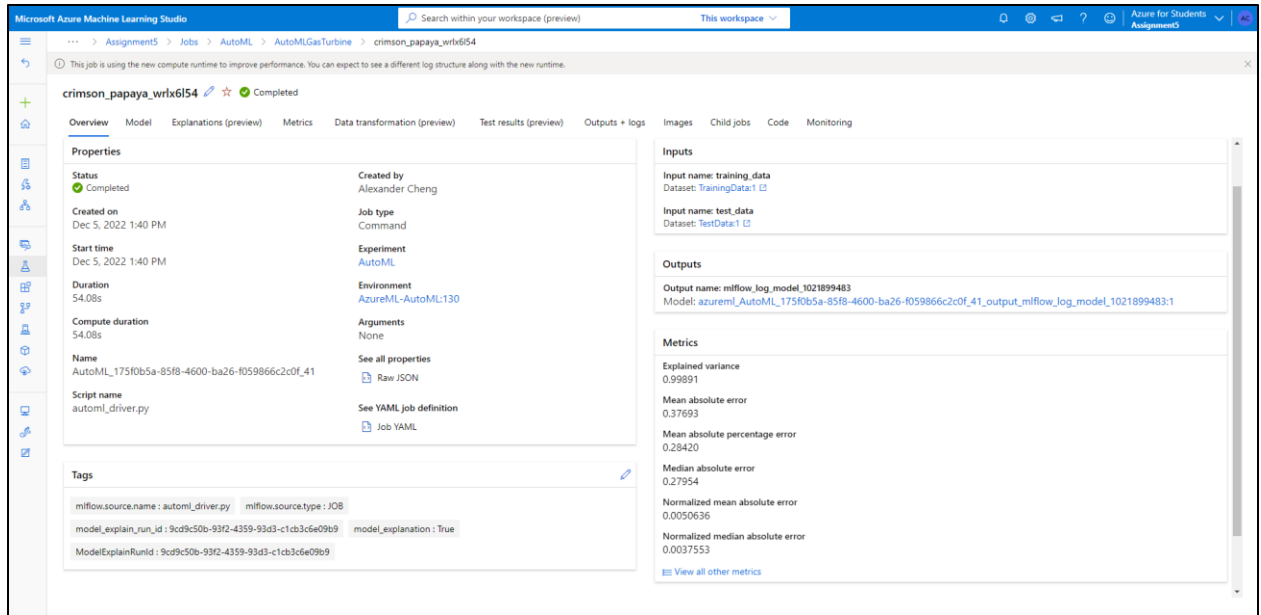 Microsoft Azure Machine Learning Studio
Search within your workspace (preview)
This workspace
Azure for Students
Assignment5
AC
··· > Assignment5 > Jobs > AutoML > AutoMLGasTurbine > crimson_papaya_wrlx6l54
This job is using the new compute runtime to improve performance. You can expect to see a different log structure along with the new runtime.
crimson_papaya_wrlx6l54 Completed
Overview Model Explanations (preview) Metrics Data transformation (preview) Test results (preview) Outputs + logs Images Child jobs Code Monitoring
Properties
Status
Completed
Created on
Dec 5, 2022 1:40 PM
Start time
Dec 5, 2022 1:40 PM
Duration
54.08s
Compute duration
54.08s
Name
AutoML_175f0b5a-85f8-4600-ba26-f059866c2c0f_41
Script name
automl_driver.py
Created by
Alexander Cheng
Job type
Command
Experiment
AutoML
Environment
AzureML-AutoML:130
Arguments
None
See all properties
Raw JSON
See YAML job definition
Job YAML
Tags
mlflow.source.name : automl_driver.py mlflow.source.type : JOB
model_explain_run_id : 9cd9c50b-93f2-4359-93d3-c1cb3c6e09b9 model_explanation : True
ModelExplainRunId : 9cd9c50b-93f2-4359-93d3-c1cb3c6e09b9
Inputs
Input name: training_data
Dataset: TrainingData:1
Input name: test_data
Dataset: TestData:1
Outputs
Output name: mlflow_log_model_1021899483
Model: azureml_AutoML_175f0b5a-85f8-4600-ba26-f059866c2c0f_41_output_mlflow_log_model_1021899483:1
Metrics
Explained variance
0.99891
Mean absolute error
0.37693
Mean absolute percentage error
0.28420
Median absolute error
0.27954
Normalized mean absolute error
0.0050636
Normalized median absolute error
0.0037553
View all other metrics